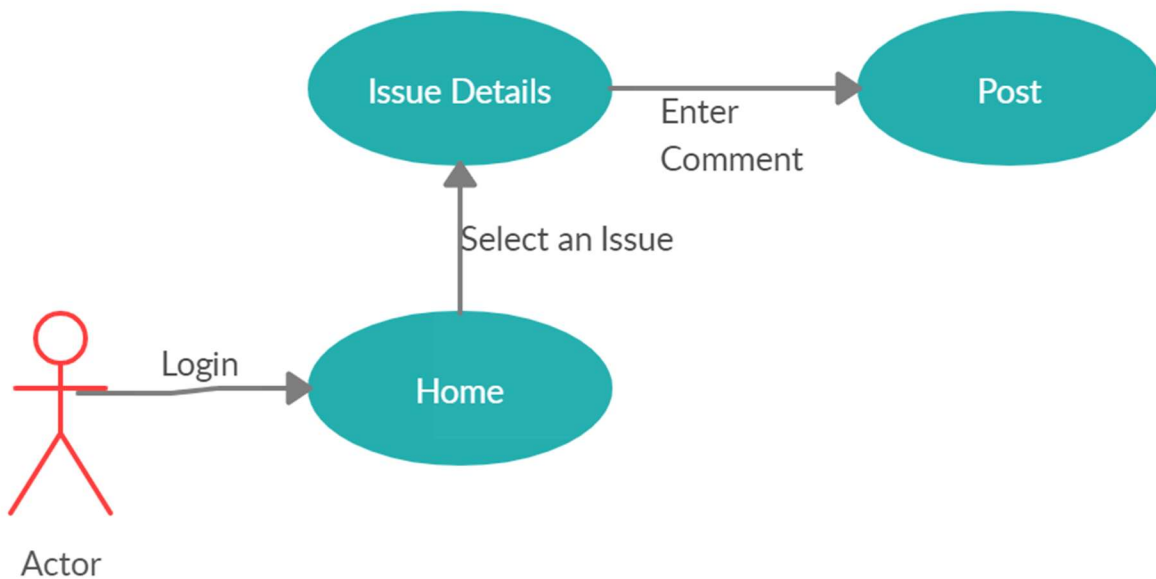 Issue Details
Post
Enter
Comment
Select an Issue
Login
Home
Actor